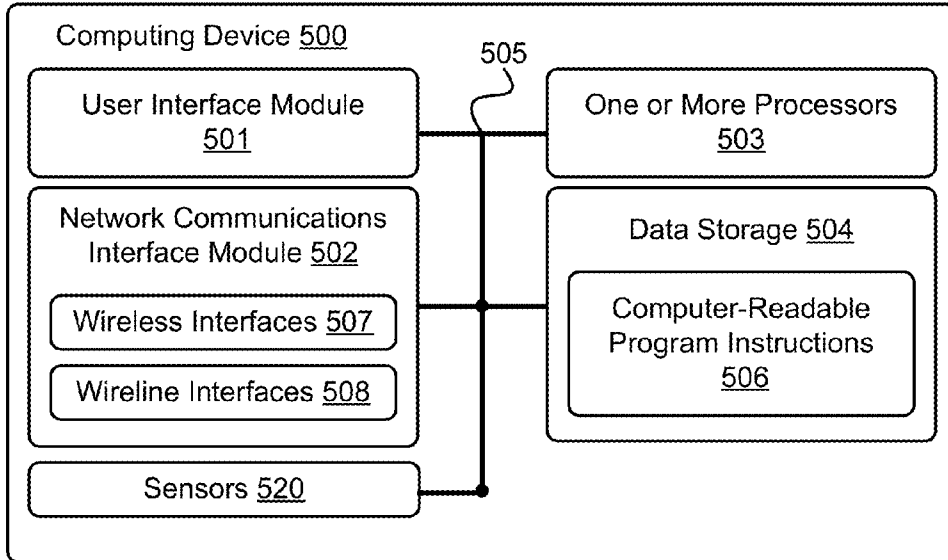 Computing Device 500
505
User Interface Module
501
One or More Processors
503
Network Communications
Interface Module 502
Wireless Interfaces 507
Wireline Interfaces 508
Data Storage 504
Computer-Readable
Program Instructions
506
Sensors 520